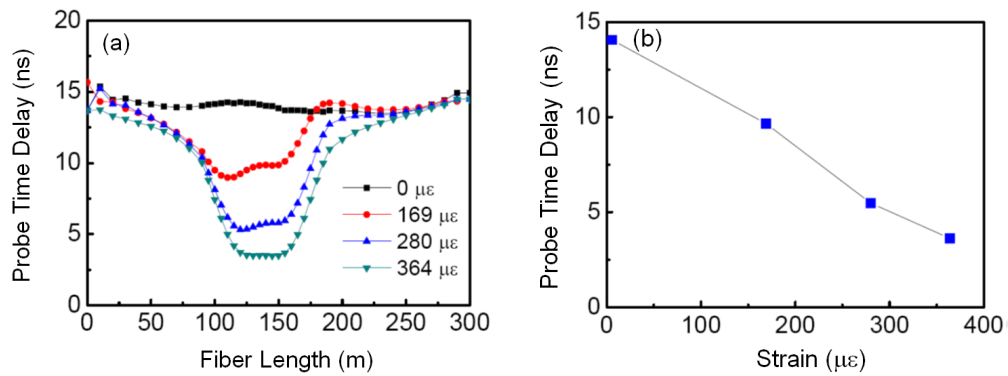 (a)
Probe Time Delay (ns)
20
15
10
5
0
0 με
169 με
280 με
364 με
0 50 100 150 200 250 300
Fiber Length (m)
(b)
Probe Time Delay (ns)
15
10
5
0
0 100 200 300 400
Strain (με)